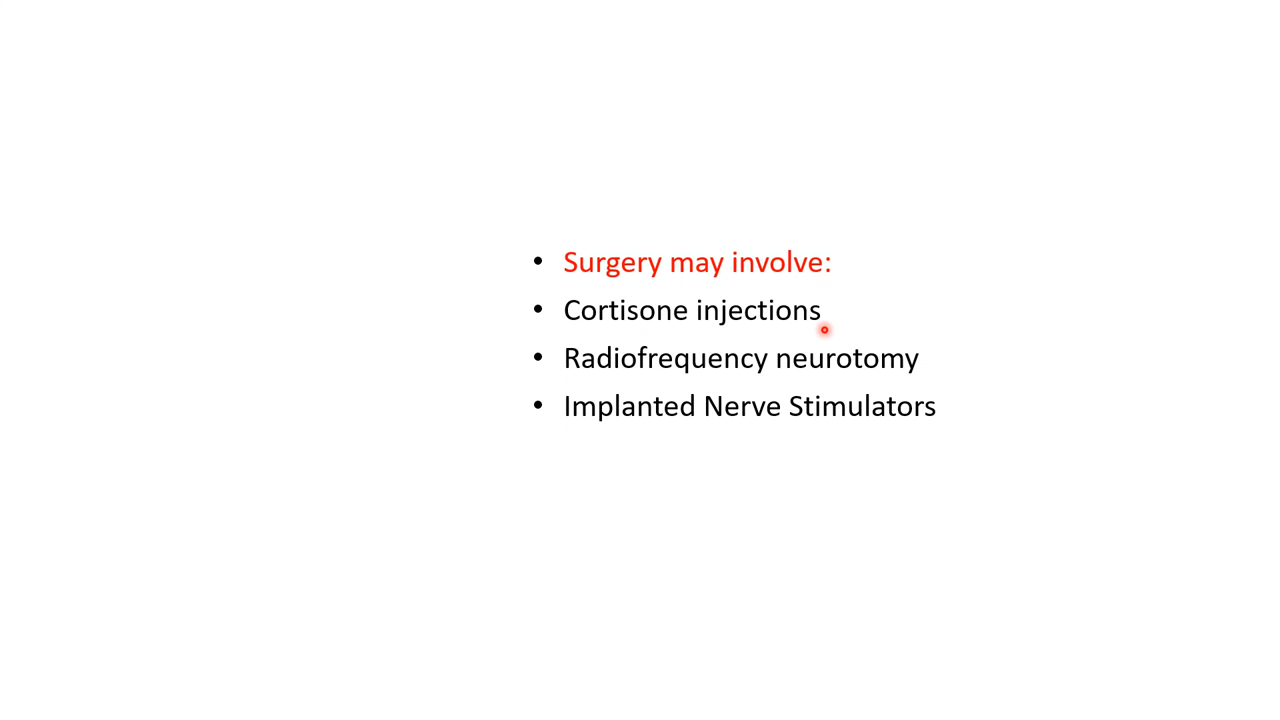 • Surgery may involve:
• Cortisone injections
• Radiofrequency neurotomy
• Implanted Nerve Stimulators